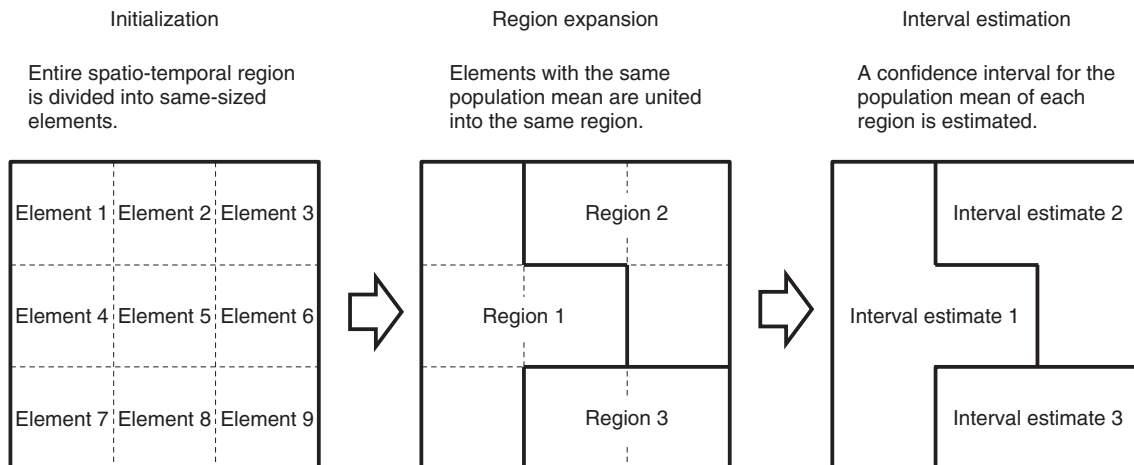 Initialization
Entire spatio-temporal region
is divided into same-sized
elements.
Element 1 Element 2 Element 3
Element 4 Element 5 Element 6
Element 7 Element 8 Element 9
Region expansion
Elements with the same
population mean are united
into the same region.
Region 2
Region 1
Region 3
Interval estimation
A confidence interval for the
population mean of each
region is estimated.
Interval estimate 2
Interval estimate 1
Interval estimate 3